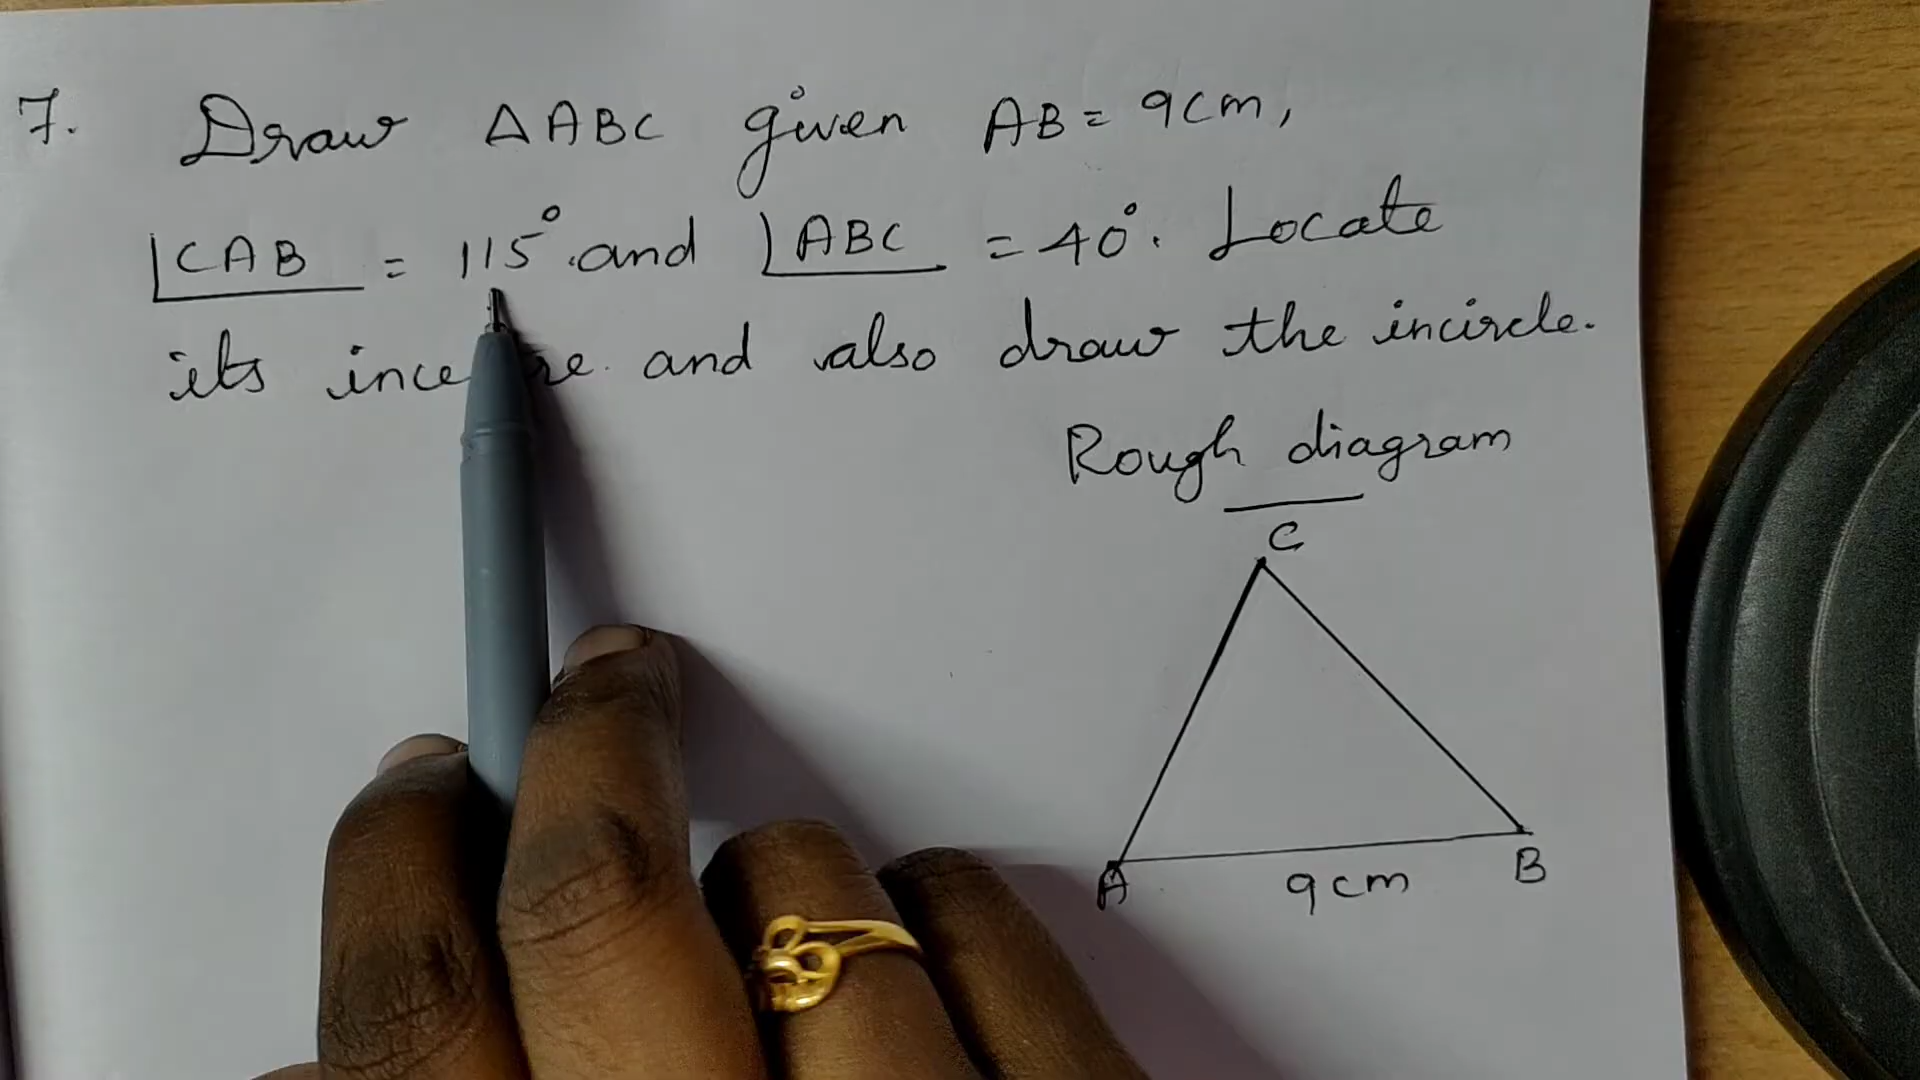 7. Draw △ABC given AB = 9cm,
∠CAB = 115° and ∠ABC = 40°. Locate
its and also draw the incircle.
Rough diagram
C
A
B
9cm